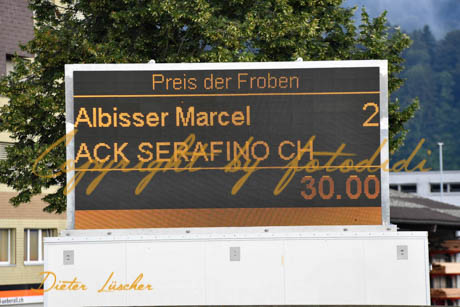 Preis der Froben
Albisser Marcel 2
ACK SERAFINO CH
Copyright by fotodidi
30.00
Dieter Lüscher